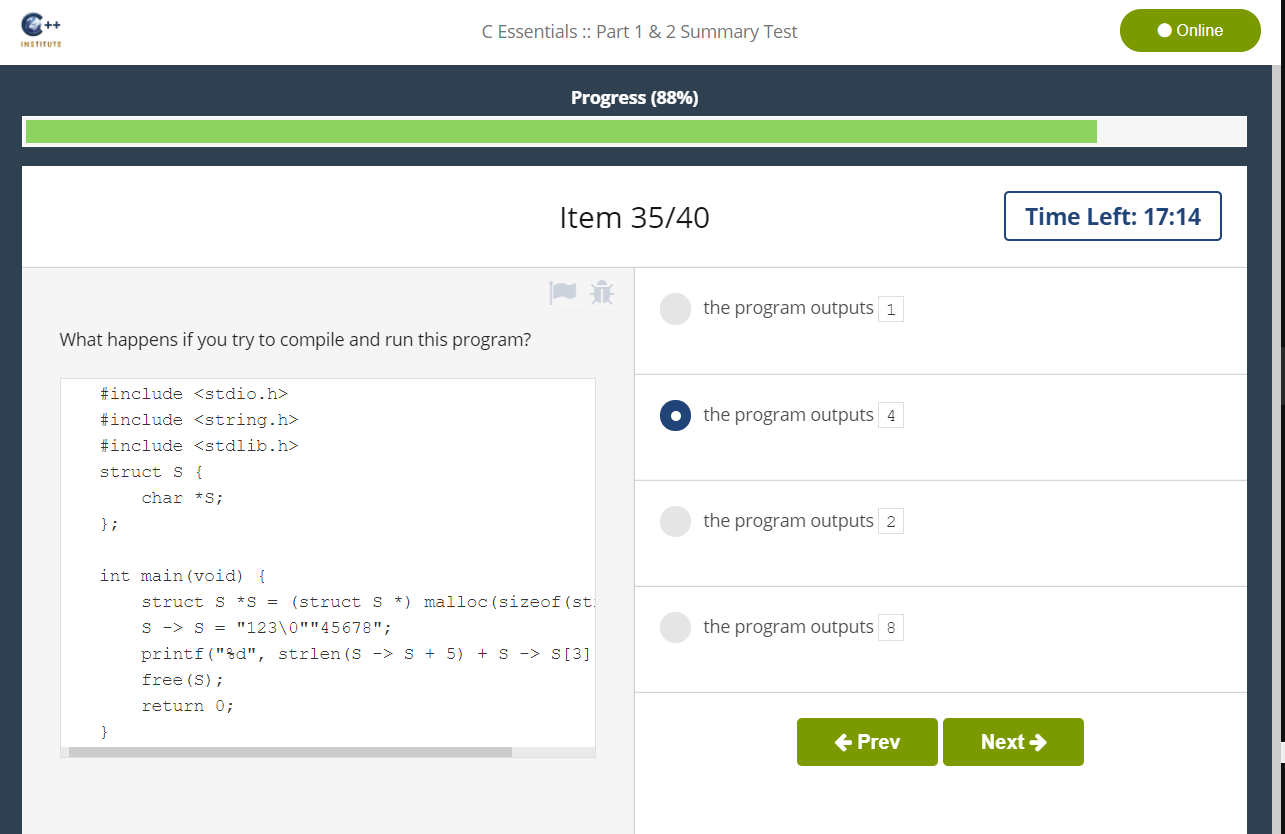 C++
INSTITUTE
C Essentials :: Part 1 & 2 Summary Test
Online
Progress (88%)
Item 35/40
Time Left: 17:14
What happens if you try to compile and run this program?
#include <stdio.h>
#include <string.h>
#include <stdlib.h>
struct S {
    char *S;
};
int main(void) {
    struct S *S = (struct S *) malloc(sizeof(st
    S -> S = "123\0""45678";
    printf("%d", strlen(S -> S + 5) + S -> S[3]
    free(S);
    return 0;
}
the program outputs 1
the program outputs 4
the program outputs 2
the program outputs 8
Prev
Next